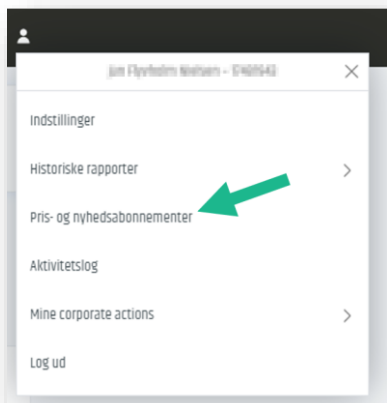 Indstillinger
Historiske rapporter
Pris- og nyhedsabonnementer
Aktivitetslog
Mine corporate actions
Log ud